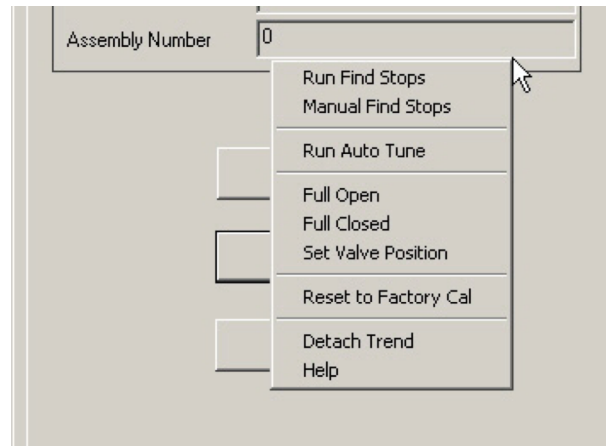 Assembly Number 0
Run Find Stops
Manual Find Stops
Run Auto Tune
Full Open
Full Closed
Set Valve Position
Reset to Factory Cal
Detach Trend
Help